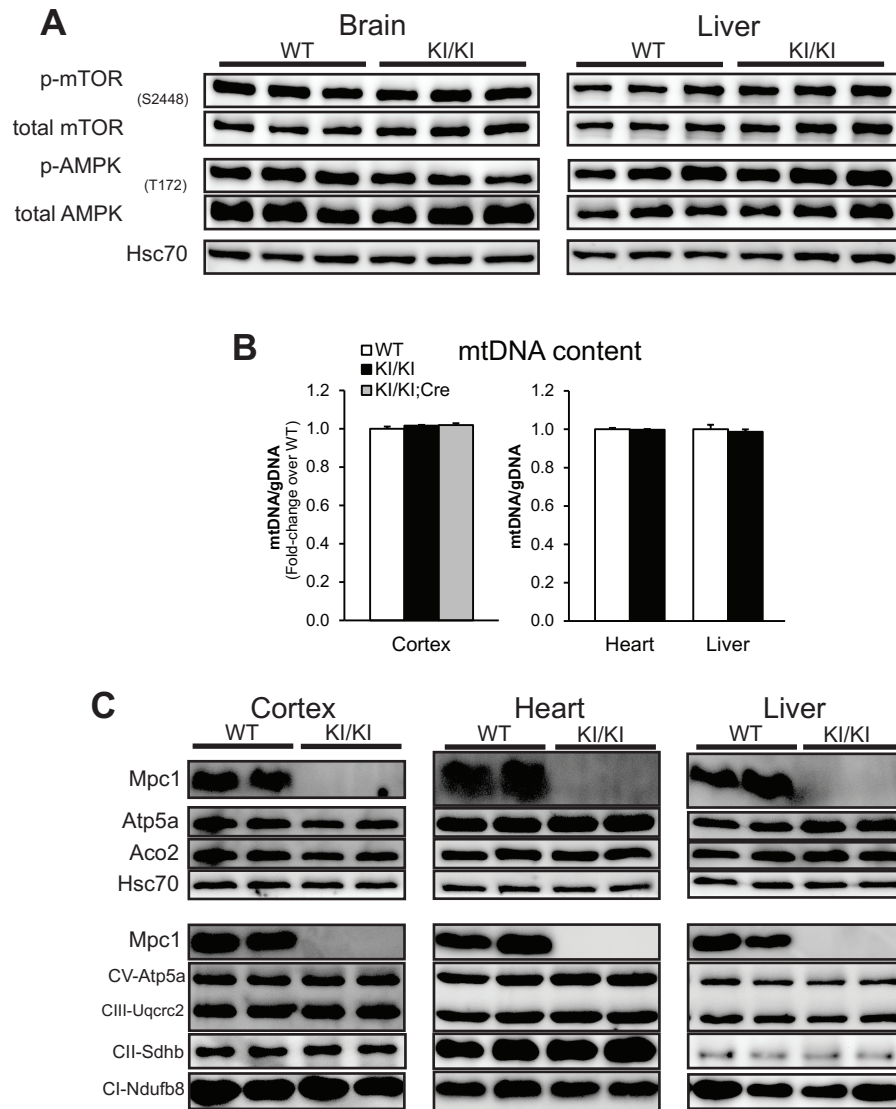 A
Brain
Liver
WT
KI/KI
WT
KI/KI
p-mTOR
(S2448)
total mTOR
p-AMPK
(T172)
total AMPK
Hsc70
B
mtDNA content
WT
KI/KI
KI/KI;Cre
mtDNA/gDNA
(Fold-change over WT)
1.2
1.0
0.8
0.6
0.4
0.2
0.0
Cortex
mtDNA/gDNA
1.2
1.0
0.8
0.6
0.4
0.2
0.0
Heart
Liver
C
Cortex
Heart
Liver
WT
KI/KI
WT
KI/KI
WT
KI/KI
Mpc1
Atp5a
Aco2
Hsc70
Mpc1
CV-Atp5a
CIII-Uqcrc2
CII-Sdhb
CI-Ndufb8